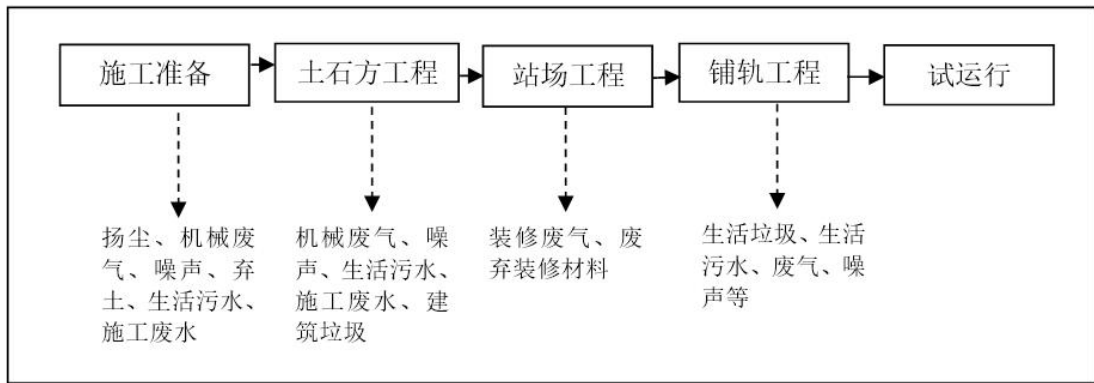 施工准备
土石方工程
站场工程
铺轨工程
试运行
扬尘、机械废
气、噪声、弃
土、生活污水、
施工废水
机械废气、噪
声、生活污水、
施工废水、建
筑垃圾
装修废气、废
弃装修材料
生活垃圾、生活
污水、废气、噪
声等